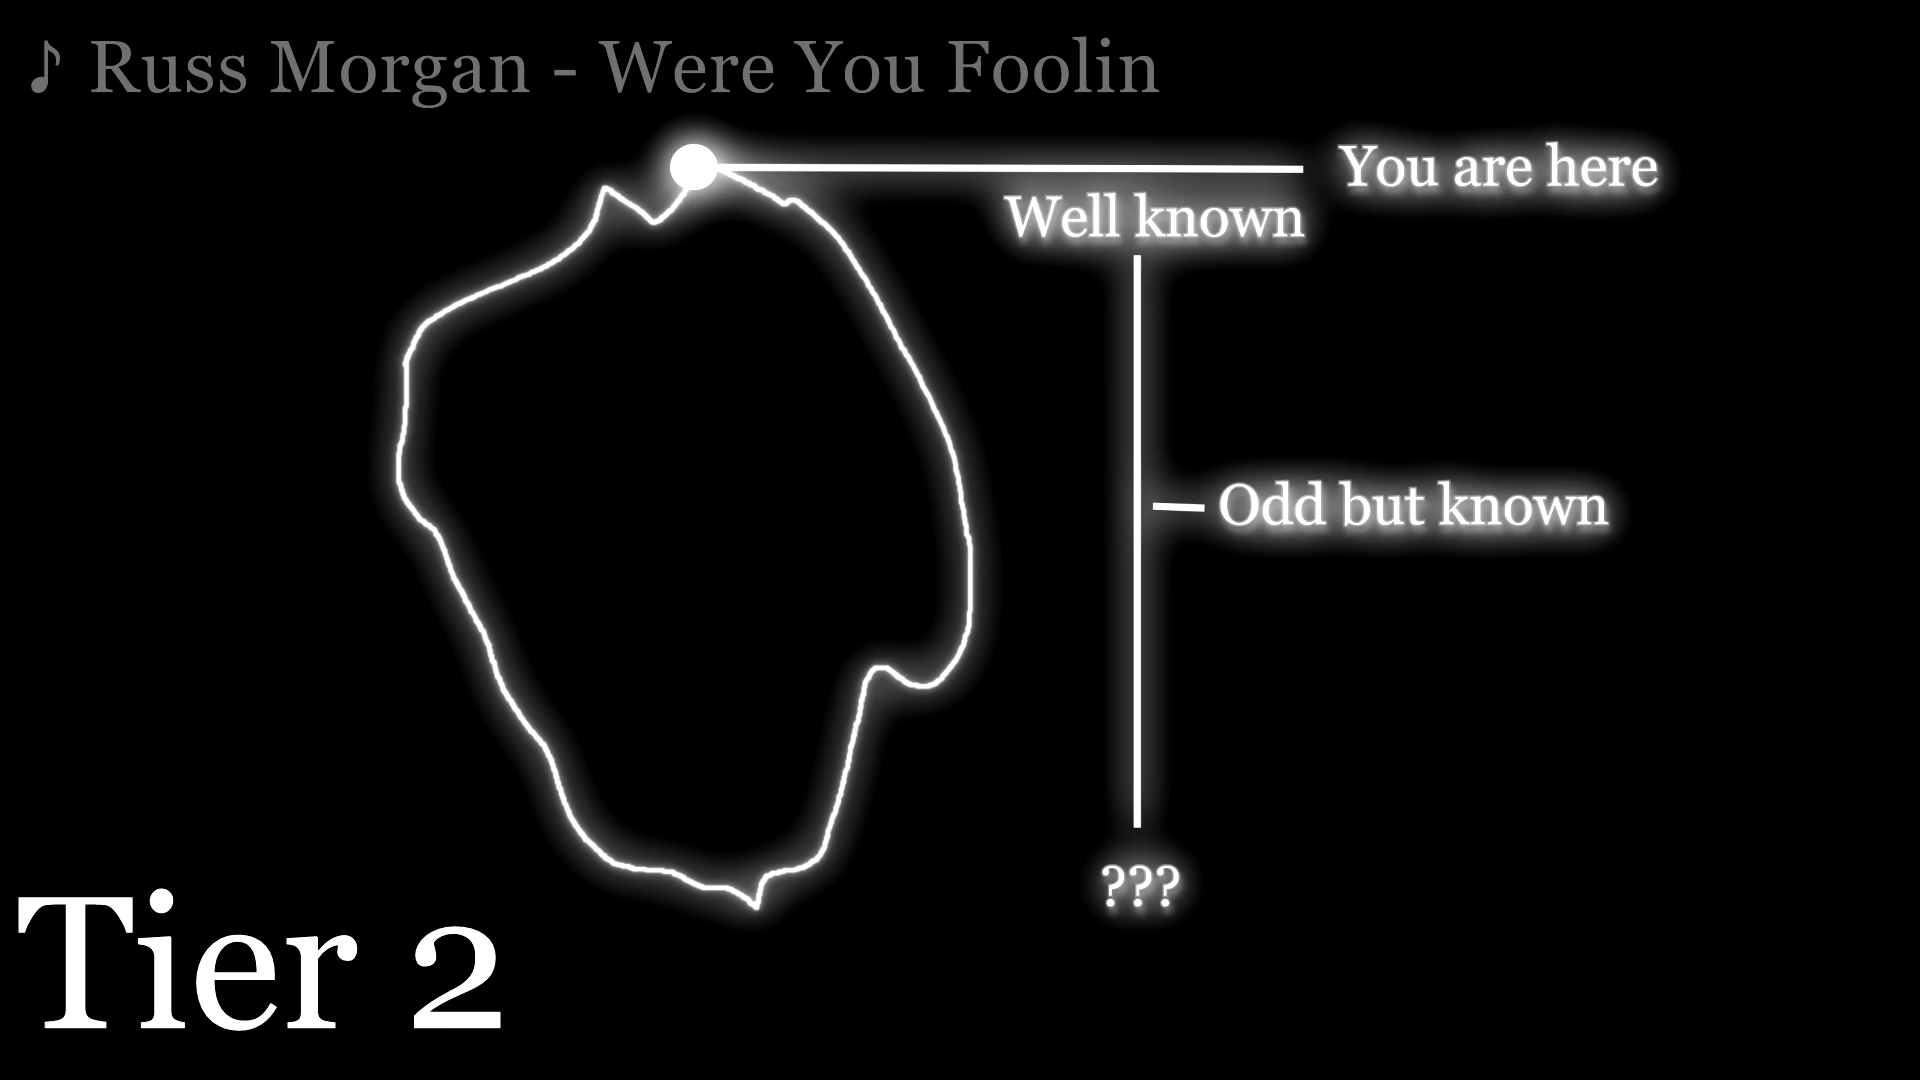 ♪ Russ Morgan - Were You Foolin
You are here
Well known
Odd but known
???
Tier 2